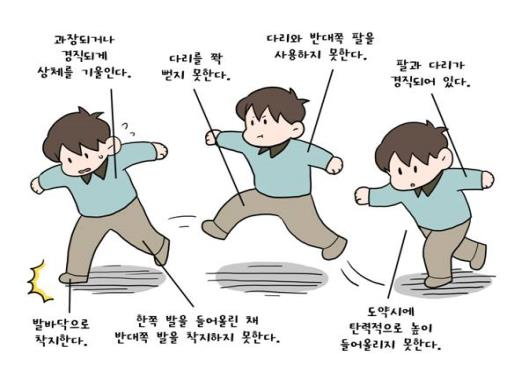 과장되거나
경직되게
상체를 기울인다.
다리를 쫙
뻗지 못한다.
다리와 반대쪽 팔을
사용하지 못한다.
팔과 다리가
경직되어 있다.
발바닥으로
착지한다.
한쪽 발을 들어올린 채
반대쪽 발을 착지하지 못한다.
도약시에
탄력적으로 높이
들어올리지 못한다.